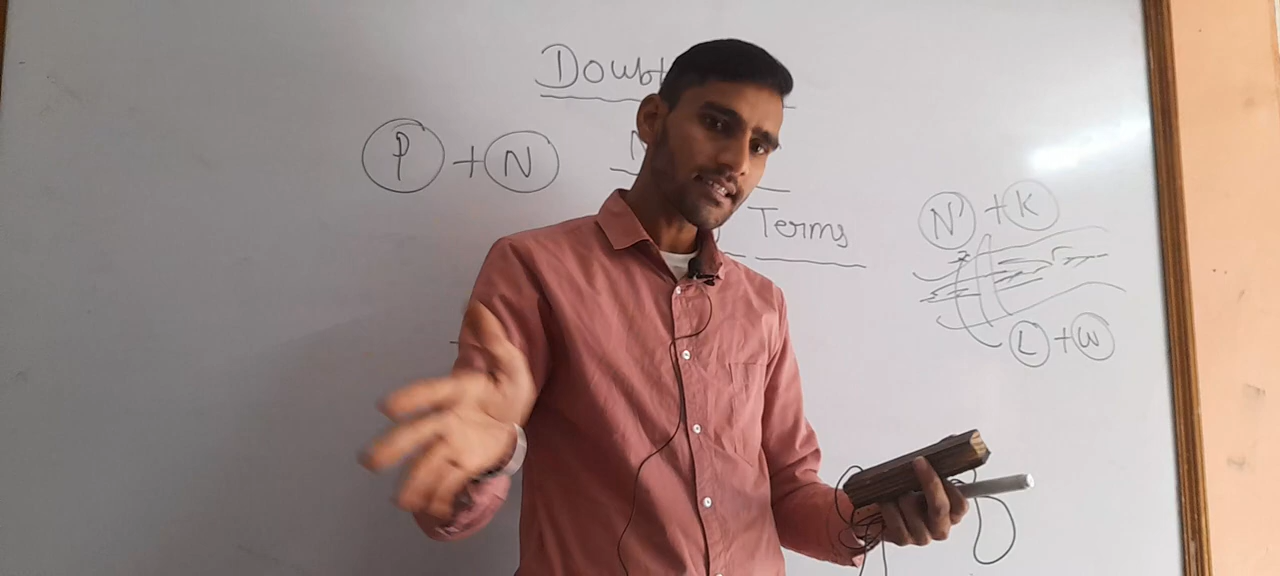 Doubt
P + N
N
Terms
N' + K
L + W